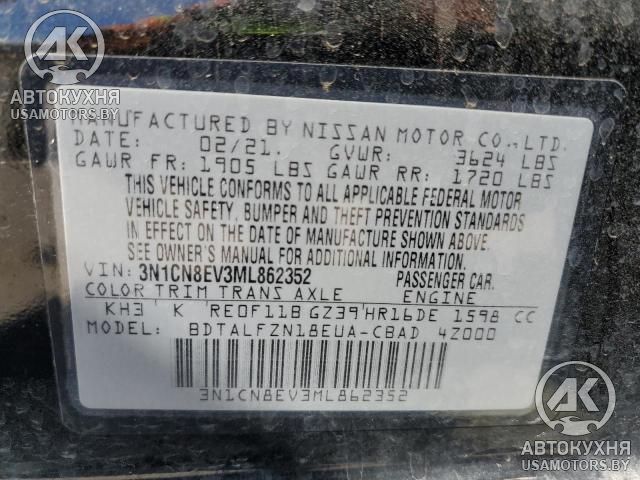 AK
АВТОКУХНЯ
USAMOTORS.BY
MANUFACTURED BY NISSAN MOTOR CO.,LTD.
DATE: 02/21. GVWR: 3624 LBS
GAWR FR: 1905 LBS GAWR RR: 1720 LBS
THIS VEHICLE CONFORMS TO ALL APPLICABLE FEDERAL MOTOR
VEHICLE SAFETY, BUMPER AND THEFT PREVENTION STANDARDS
IN EFFECT ON THE DATE OF MANUFACTURE SHOWN ABOVE.
SEE OWNER'S MANUAL FOR ADDITIONAL INFORMATION.
VIN: 3N1CN8EV3ML862352 PASSENGER CAR.
COLOR TRIM TRANS AXLE ENGINE
KH3 K RE0F11B GZ39 HR16DE 1598 CC
MODEL: BDTALFZN18EUA-CBAD 4Z000
3N1CN8EV3ML862352
AK
АВТОКУХНЯ
USAMOTORS.BY